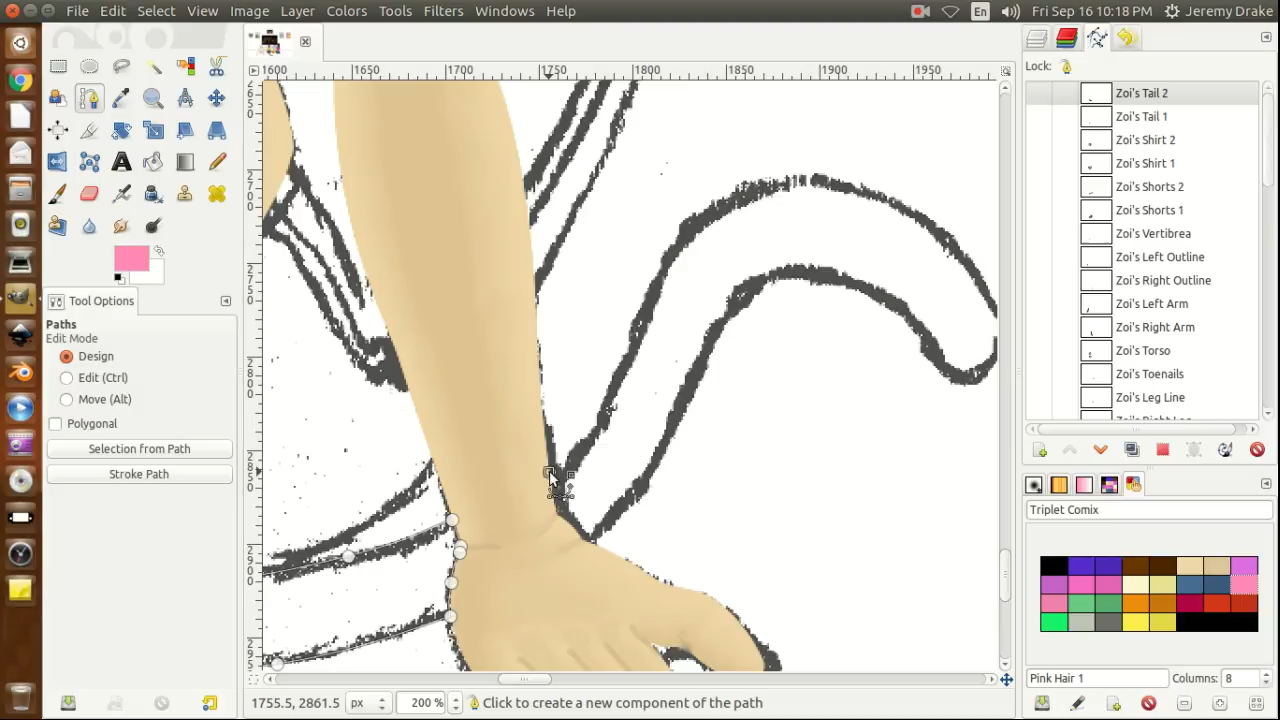 File Edit Select View Image Layer Colors Tools Filters Windows Help
En Fri Sep 16 10:18 PM Jeremy Drake
1600 1650 1700 1750 1800 1850 1900 1950
Lock:
Zoi's Tail 2
Zoi's Tail 1
Zoi's Shirt 2
Zoi's Shirt 1
Zoi's Shorts 2
Zoi's Shorts 1
Zoi's Vertibrea
Zoi's Left Outline
Zoi's Right Outline
Zoi's Left Arm
Zoi's Right Arm
Zoi's Torso
Zoi's Toenails
Zoi's Leg Line
Tool Options
Paths
Edit Mode
Design
Edit (Ctrl)
Move (Alt)
Polygonal
Selection from Path
Stroke Path
Triplet Comix
Pink Hair 1 Columns: 8
1755.5, 2861.5 px 200 % Click to create a new component of the path